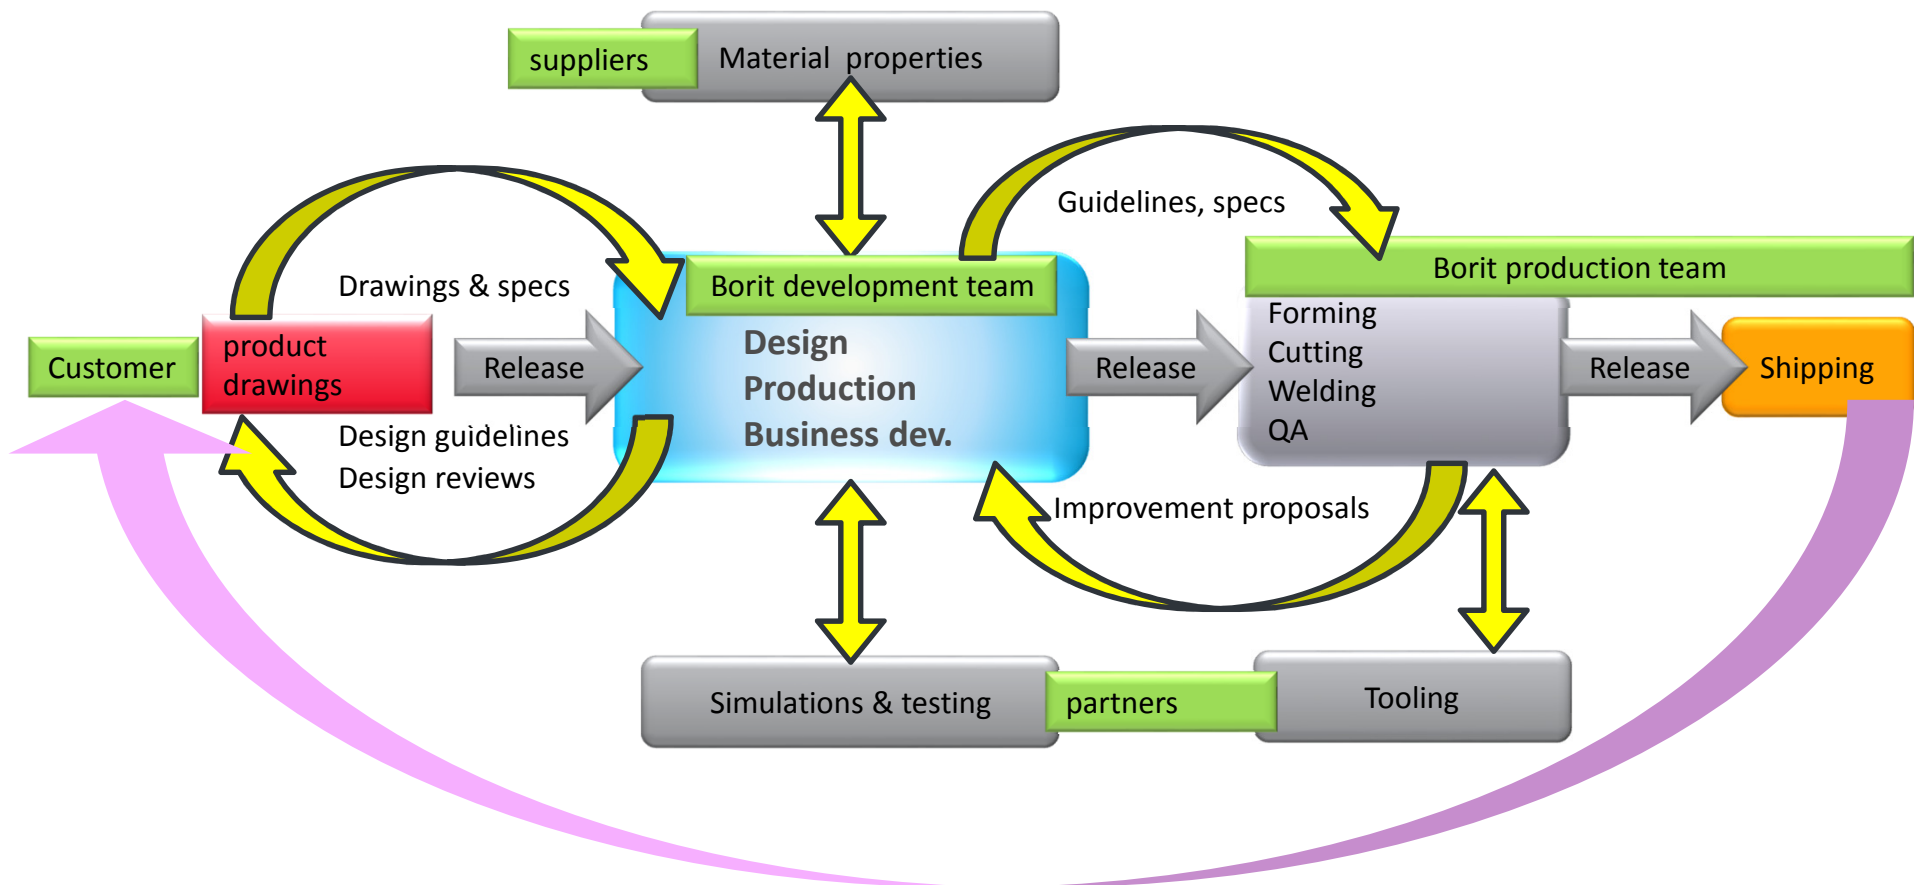 suppliers
Material properties
Guidelines, specs
Borit production team
Drawings & specs
Borit development team
Customer
product
drawings
Release
Design
Production
Business dev.
Release
Forming
Cutting
Welding
QA
Release
Shipping
Design guidelines
Design reviews
Improvement proposals
Simulations & testing
partners
Tooling